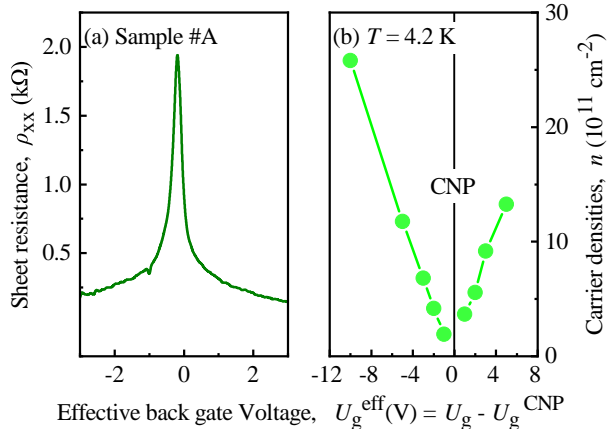 (a) Sample #A
(b) T = 4.2 K
2.0
1.5
1.0
0.5
Sheet resistance, ρxx (kΩ)
30
20
10
0
Carrier densities, n (10^11 cm^-2)
CNP
-2 0 2
-12 -8 -4 0 4 8
Effective back gate Voltage, Ug^eff(V) = Ug - Ug^CNP